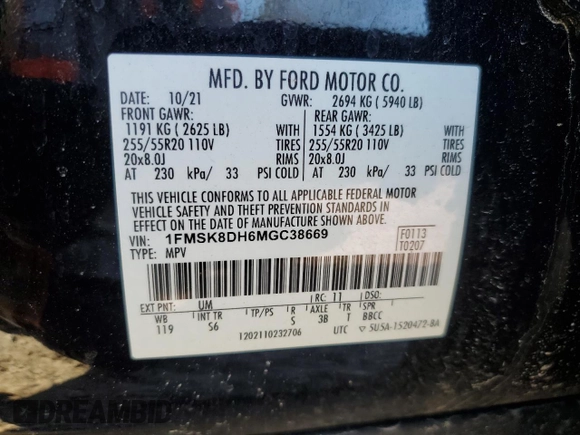 MFD. BY FORD MOTOR CO.
DATE: 10/21 GVWR: 2694 KG ( 5940 LB)
FRONT GAWR: REAR GAWR:
1191 KG ( 2625 LB) WITH 1554 KG ( 3425 LB) WITH
255/55R20 110V TIRES 255/55R20 110V TIRES
20x8.0J RIMS 20x8.0J RIMS
AT 230 kPa/ 33 PSI COLD AT 230 kPa/ 33 PSI COLD
THIS VEHICLE CONFORMS TO ALL APPLICABLE FEDERAL MOTOR
VEHICLE SAFETY AND THEFT PREVENTION STANDARDS IN
EFFECT ON THE DATE OF MANUFACTURE SHOWN ABOVE.
VIN: 1FMSK8DH6MGC38669 F0113
TYPE: MPV T0207
EXT PNT: UM RC: 11 DSO:
WB INT TR TP/PS R AXLE TR SPR
119 S6 S 3B T BBCC
1202110232706 UTC ▽ 5U5A-1520472-BA
DREAMBID